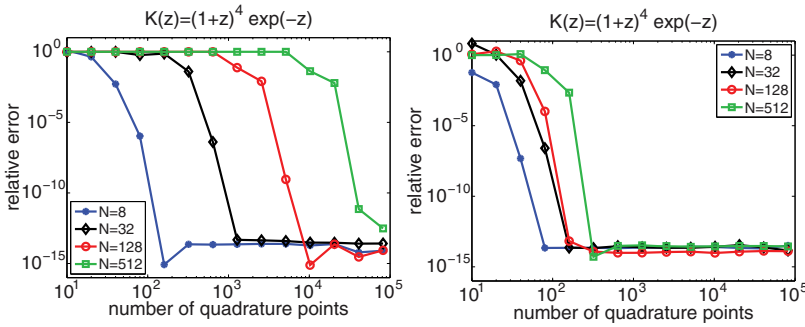 K(z)=(1+z)^4 exp(−z)
relative error
10^0
10^−5
10^−10
10^−15
N=8
N=32
N=128
N=512
10^1 10^2 10^3 10^4 10^5
number of quadrature points
K(z)=(1+z)^4 exp(−z)
relative error
10^0
10^−5
10^−10
10^−15
N=8
N=32
N=128
N=512
10^1 10^2 10^3 10^4 10^5
number of quadrature points